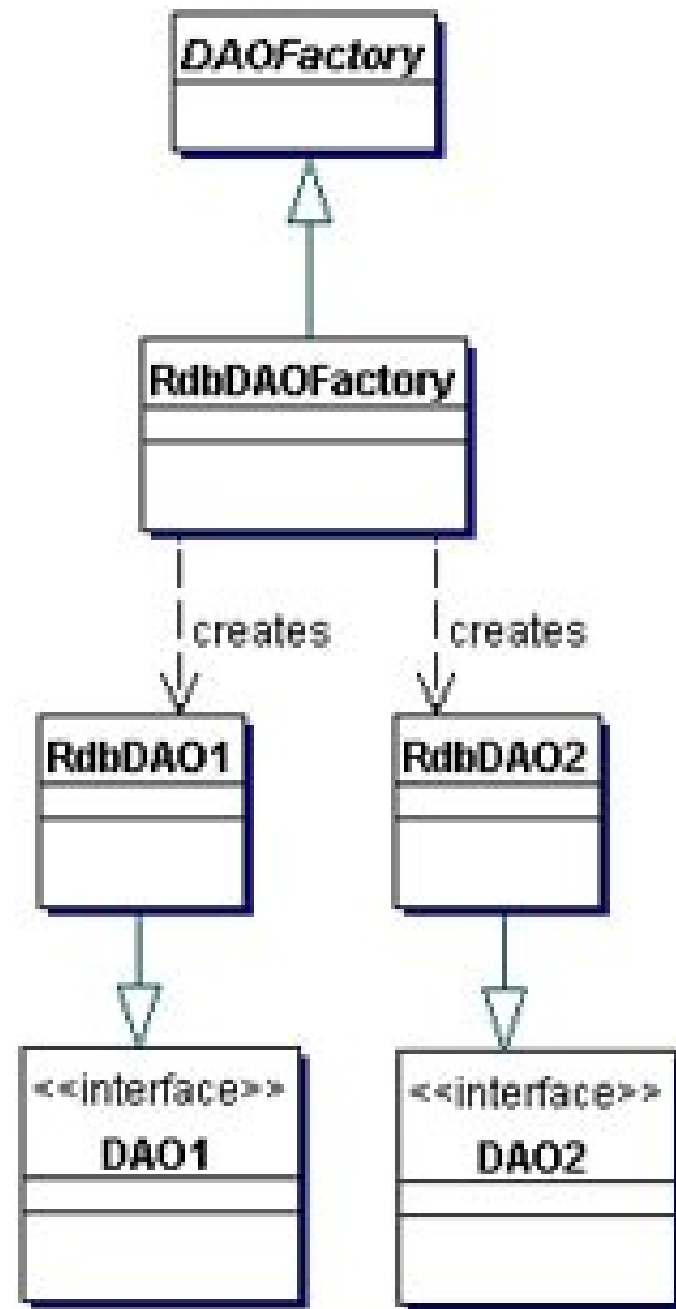 DAOFactory
RdbDAOFactory
creates creates
RdbDAO1 RdbDAO2
<<interface>> <<interface>>
DAO1 DAO2